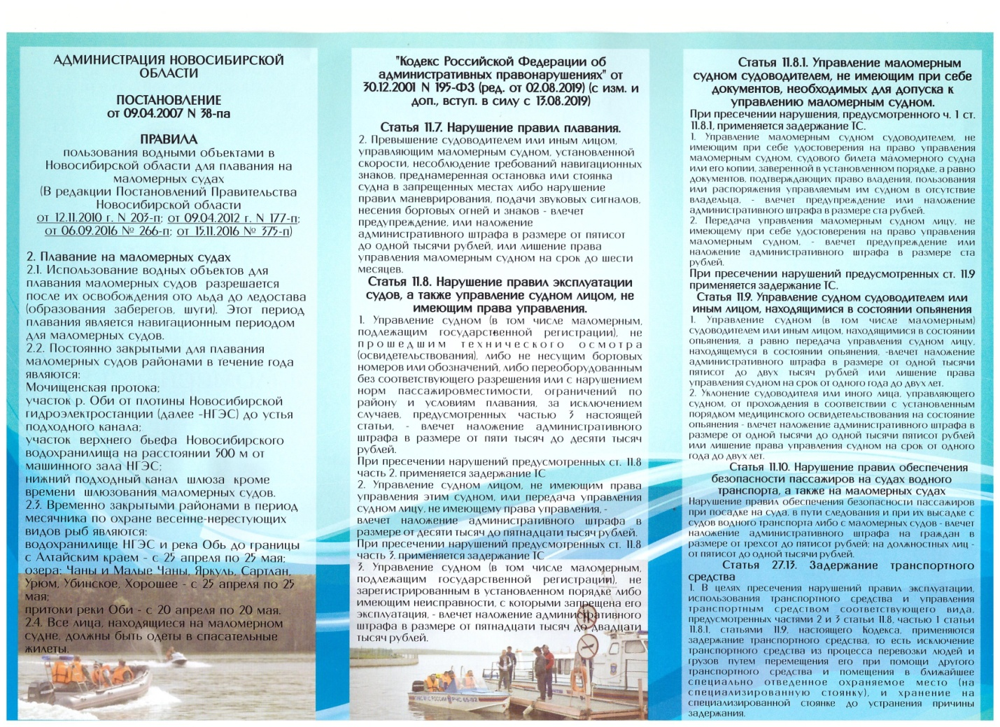 АДМИНИСТРАЦИЯ НОВОСИБИРСКОЙ
ОБЛАСТИ
ПОСТАНОВЛЕНИЕ
от 09.04.2007 N 38-па
ПРАВИЛА
пользования водными объектами в
Новосибирской области для плавания на
маломерных судах
(В редакции Постановлений Правительства
Новосибирской области
от 12.11.2010 г. N 203-п; от 09.04.2012 г. N 177-п;
от 06.09.2016 № 266-п; от 15.11.2016 № 375-п)
2. Плавание на маломерных судах
2.1. Использование водных объектов для
плавания маломерных судов разрешается
после их освобождения ото льда до ледостава
(образования заберегов, шуги). Этот период
плавания является навигационным периодом
для маломерных судов.
2.2. Постоянно закрытыми для плавания
маломерных судов районами в течение года
являются:
Мочищенская протока;
участок р. Оби от плотины Новосибирской
гидроэлектростанции (далее -НГЭС) до устья
подходного канала;
участок верхнего бьефа Новосибирского
водохранилища на расстоянии 500 м от
машинного зала НГЭС;
нижний подходный канал шлюза кроме
времени шлюзования маломерных судов.
2.3. Временно закрытыми районами в период
месячника по охране весенне-нерестующих
видов рыб являются:
водохранилище НГЭС и река Обь до границы
с Алтайским краем - с 25 апреля по 25 мая;
озера: Чаны и Малые Чаны, Яркуль, Сартлан,
Урюм, Убинское, Хорошее - с 25 апреля по 25
мая;
притоки реки Оби - с 20 апреля по 20 мая.
2.4. Все лица, находящиеся на маломерном
судне, должны быть одеты в спасательные
жилеты.
"Кодекс Российской Федерации об
административных правонарушениях" от
30.12.2001 N 195-ФЗ (ред. от 02.08.2019) (с изм. и
доп., вступ. в силу с 13.08.2019)
Статья 11.7. Нарушение правил плавания.
2. Превышение судоводителем или иным лицом,
управляющим маломерным судном, установленной
скорости, несоблюдение требований навигационных
знаков, преднамеренная остановка или стоянка
судна в запрещенных местах либо нарушение
правил маневрирования, подачи звуковых сигналов,
несения бортовых огней и знаков - влечет
предупреждение, или наложение
административного штрафа в размере от пятисот
до одной тысячи рублей, или лишение права
управления маломерным судном на срок до шести
месяцев.
Статья 11.8. Нарушение правил эксплуатации
судов, а также управление судном лицом, не
имеющим права управления.
1. Управление судном (в том числе маломерным,
подлежащим государственной регистрации), не
прошедшим технического осмотра
(освидетельствования), либо не несущим бортовых
номеров или обозначений, либо переоборудованным
без соответствующего разрешения или с нарушением
норм пассажировместимости, ограничений по
району и условиям плавания, за исключением
случаев, предусмотренных частью 3 настоящей
статьи, - влечет наложение административного
штрафа в размере от пяти тысяч до десяти тысяч
рублей.
При пресечении нарушений предусмотренных ст. 11.8
часть 2. применяется задержание ТС
2. Управление судном лицом, не имеющим права
управления этим судном, или передача управления
судном лицу, не имеющему права управления, -
влечет наложение административного штрафа в
размере от десяти тысяч до пятнадцати тысяч рублей.
При пресечении нарушений предусмотренных ст. 11.8
часть 3. применяется задержание ТС
3. Управление судном (в том числе маломерным,
подлежащим государственной регистрации), не
зарегистрированным в установленном порядке либо
имеющим неисправности, с которыми запрещена его
эксплуатация, - влечет наложение административного
штрафа в размере от пятнадцати тысяч до двадцати
тысяч рублей.
Статья 11.8.1. Управление маломерным
судном судоводителем, не имеющим при себе
документов, необходимых для допуска к
управлению маломерным судном.
При пресечении нарушения, предусмотренного ч. 1 ст.
11.8.1, применяется задержание ТС.
1. Управление маломерным судном судоводителем, не
имеющим при себе удостоверения на право управления
маломерным судном, судового билета маломерного судна
или его копии, заверенной в установленном порядке, а равно
документов, подтверждающих право владения, пользования
или распоряжения управляемым им судном в отсутствие
владельца, - влечет предупреждение или наложение
административного штрафа в размере ста рублей.
2. Передача управления маломерным судном лицу, не
имеющему при себе удостоверения на право управления
маломерным судном, - влечет предупреждение или
наложение административного штрафа в размере ста
рублей.
При пресечении нарушений предусмотренных ст. 11.9
применяется задержание ТС.
Статья 11.9. Управление судном судоводителем или
иным лицом, находящимися в состоянии опьянения
1. Управление судном (в том числе маломерным)
судоводителем или иным лицом, находящимися в состоянии
опьянения, а равно передача управления судном лицу,
находящемуся в состоянии опьянения, -влечет наложение
административного штрафа в размере от одной тысячи
пятисот до двух тысяч рублей или лишение права
управления судном на срок от одного года до двух лет.
2. Уклонение судоводителя или иного лица, управляющего
судном, от прохождения в соответствии с установленным
порядком медицинского освидетельствования на состояние
опьянения - влечет наложение административного штрафа в
размере от одной тысячи до одной тысячи пятисот рублей
или лишение права управления судном на срок от одного
года до двух лет.
Статья 11.10. Нарушение правил обеспечения
безопасности пассажиров на судах водного
транспорта, а также на маломерных судах
Нарушение правил обеспечения безопасности пассажиров
при посадке на суда, в пути следования и при их высадке с
судов водного транспорта либо с маломерных судов - влечет
наложение административного штрафа на граждан в
размере от трехсот до пятисот рублей; на должностных лиц -
от пятисот до одной тысячи рублей.
Статья 27.13. Задержание транспортного
средства
1. В целях пресечения нарушений правил эксплуатации,
использования транспортного средства и управления
транспортным средством соответствующего вида,
предусмотренных частями 2 и 3 статьи 11.8, частью 1 статьи
11.8.1, статьями 11.9, настоящего Кодекса, применяются
задержание транспортного средства, то есть исключение
транспортного средства из процесса перевозки людей и
грузов путем перемещения его при помощи другого
транспортного средства и помещения в ближайшее
специально отведенное охраняемое место (на
специализированную стоянку), и хранение на
специализированной стоянке до устранения причины
задержания.